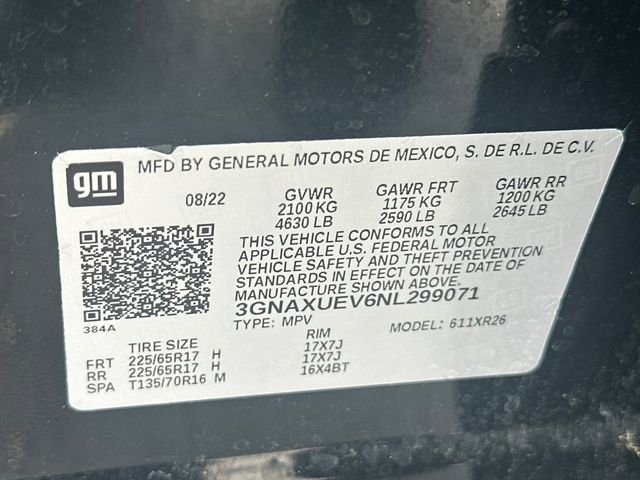 gm
MFD BY GENERAL MOTORS DE MEXICO, S. DE R.L. DE C.V.
08/22 GVWR GAWR FRT GAWR RR
2100 KG 1175 KG 1200 KG
4630 LB 2590 LB 2645 LB
THIS VEHICLE CONFORMS TO ALL
APPLICABLE U.S. FEDERAL MOTOR
VEHICLE SAFETY AND THEFT PREVENTION
STANDARDS IN EFFECT ON THE DATE OF
MANUFACTURE SHOWN ABOVE.
3GNAXUEV6NL299071
384A
TYPE: MPV MODEL: 611XR26
TIRE SIZE RIM
FRT 225/65R17 H 17X7J
RR 225/65R17 H 17X7J
SPA T135/70R16 M 16X4BT